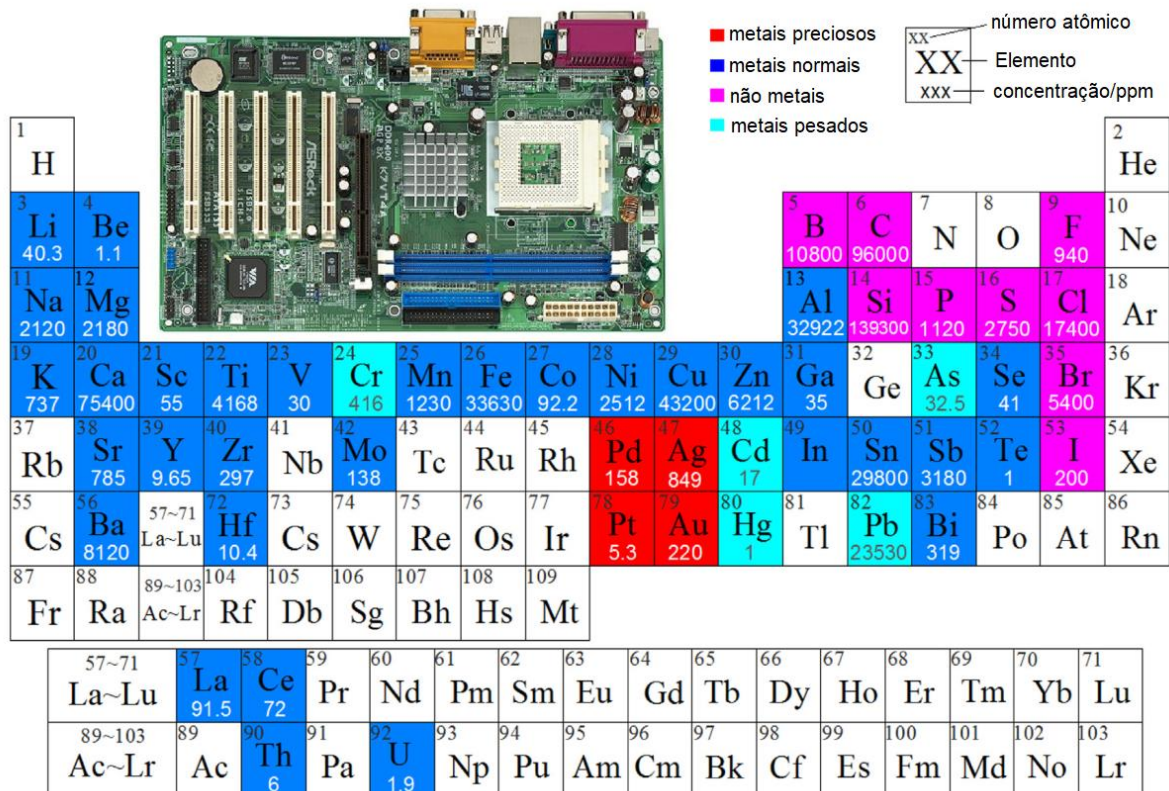 metais preciosos
metais normais
não metais
metais pesados
xx
XX
xxx
número atômico
Elemento
concentração/ppm
ASRock
DDR400
AGP 8X
K7VT4A
USB2.0
VIA
1 2
H He
3 4 5 6 7 8 9 10
Li Be B C N O F Ne
40.3 1.1 10800 96000 940
11 12 13 14 15 16 17 18
Na Mg Al Si P S Cl Ar
2120 2180 32922 139300 1120 2750 17400
19 20 21 22 23 24 25 26 27 28 29 30 31 32 33 34 35 36
K Ca Sc Ti V Cr Mn Fe Co Ni Cu Zn Ga Ge As Se Br Kr
737 75400 55 4168 30 416 1230 33630 92.2 2512 43200 6212 35 32.5 41 5400
37 38 39 40 41 42 43 44 45 46 47 48 49 50 51 52 53 54
Rb Sr Y Zr Nb Mo Tc Ru Rh Pd Ag Cd In Sn Sb Te I Xe
785 9.65 297 138 158 849 17 29800 3180 1 200
55 56 57~71 72 73 74 75 76 77 78 79 80 81 82 83 84 85 86
Cs Ba La~Lu Hf Cs W Re Os Ir Pt Au Hg Tl Pb Bi Po At Rn
8120 10.4 5.3 220 1 23530 319
87 88 89~103 104 105 106 107 108 109
Fr Ra Ac~Lr Rf Db Sg Bh Hs Mt
57~71 57 58 59 60 61 62 63 64 65 66 67 68 69 70 71
La~Lu La Ce Pr Nd Pm Sm Eu Gd Tb Dy Ho Er Tm Yb Lu
91.5 72
89~103 89 90 91 92 93 94 95 96 97 98 99 100 101 102 103
Ac~Lr Ac Th Pa U Np Pu Am Cm Bk Cf Es Fm Md No Lr
6 1.9